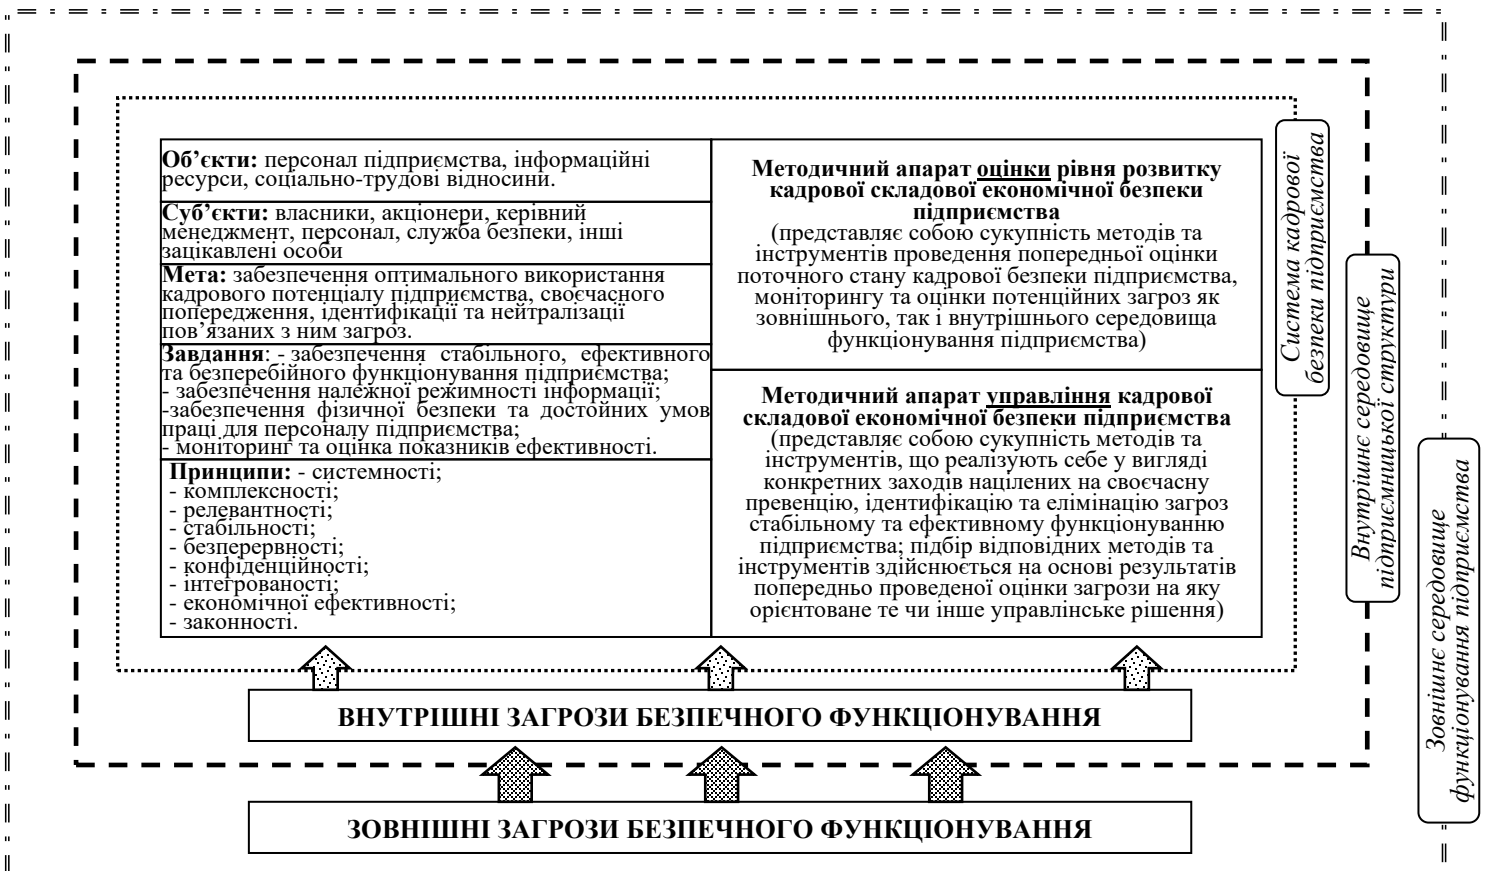 Об’єкти: персонал підприємства, інформаційні
ресурси, соціально-трудові відносини.
Суб’єкти: власники, акціонери, керівний
менеджмент, персонал, служба безпеки, інші
зацікавлені особи
Мета: забезпечення оптимального використання
кадрового потенціалу підприємства, своєчасного
попередження, ідентифікації та нейтралізації
пов’язаних з ним загроз.
Завдання: - забезпечення стабільного, ефективного
та безперебійного функціонування підприємства;
- забезпечення належної режимності інформації;
-забезпечення фізичної безпеки та достойних умов
праці для персоналу підприємства;
- моніторинг та оцінка показників ефективності.
Принципи: - системності;
- комплексності;
- релевантності;
- стабільності;
- безперервності;
- конфіденційності;
- інтегрованості;
- економічної ефективності;
- законності.
Методичний апарат оцінки рівня розвитку
кадрової складової економічної безпеки
підприємства
(представляє собою сукупність методів та
інструментів проведення попередньої оцінки
поточного стану кадрової безпеки підприємства,
моніторингу та оцінки потенційних загроз як
зовнішнього, так і внутрішнього середовища
функціонування підприємства)
Методичний апарат управління кадрової
складової економічної безпеки підприємства
(представляє собою сукупність методів та
інструментів, що реалізують себе у вигляді
конкретних заходів націлених на своєчасну
превенцію, ідентифікацію та елімінацію загроз
стабільному та ефективному функціонуванню
підприємства; підбір відповідних методів та
інструментів здійснюється на основі результатів
попередньо проведеної оцінки загрози на яку
орієнтоване те чи інше управлінське рішення)
Система кадрової
безпеки підприємства
Внутрішнє середовище
підприємницької структури
Зовнішнє середовище
функціонування підприємства
ВНУТРІШНІ ЗАГРОЗИ БЕЗПЕЧНОГО ФУНКЦІОНУВАННЯ
ЗОВНІШНІ ЗАГРОЗИ БЕЗПЕЧНОГО ФУНКЦІОНУВАННЯ